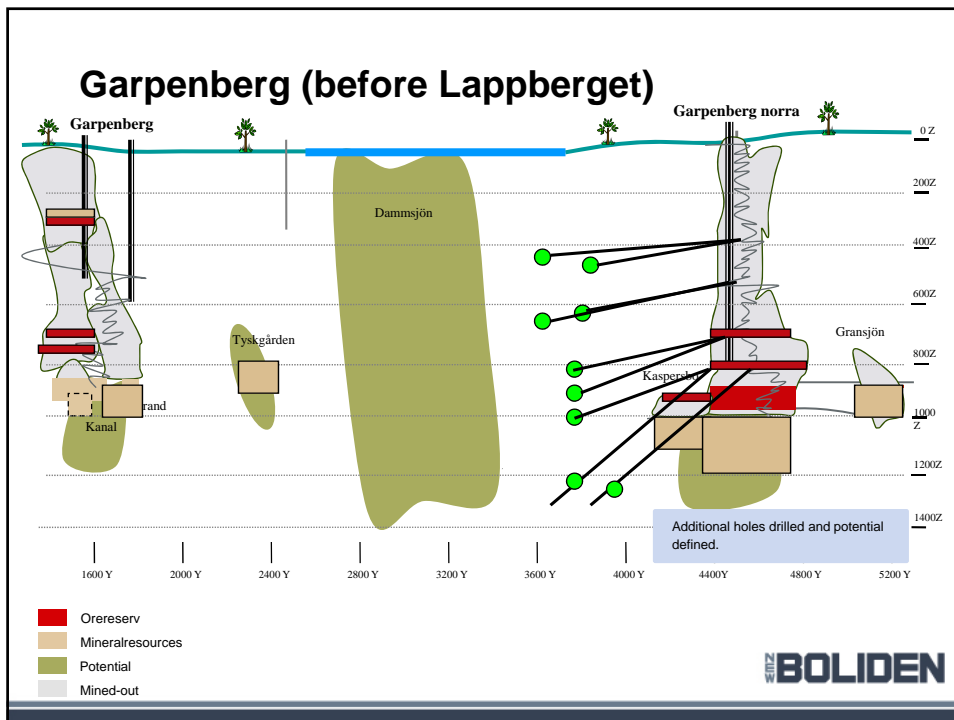 Garpenberg (before Lappberget)
Garpenberg
Garpenberg norra
0 Z
200Z
Dammsjön
400Z
600Z
Tyskgården
Gransjön
800Z
Kaspersbo
rand
Kanal
1000
Z
1200Z
1400Z
Additional holes drilled and potential
defined.
1600 Y 2000 Y 2400 Y 2800 Y 3200 Y 3600 Y 4000 Y 4400Y 4800 Y 5200 Y
Orereserv
Mineralresources
Potential
Mined-out
NEW BOLIDEN